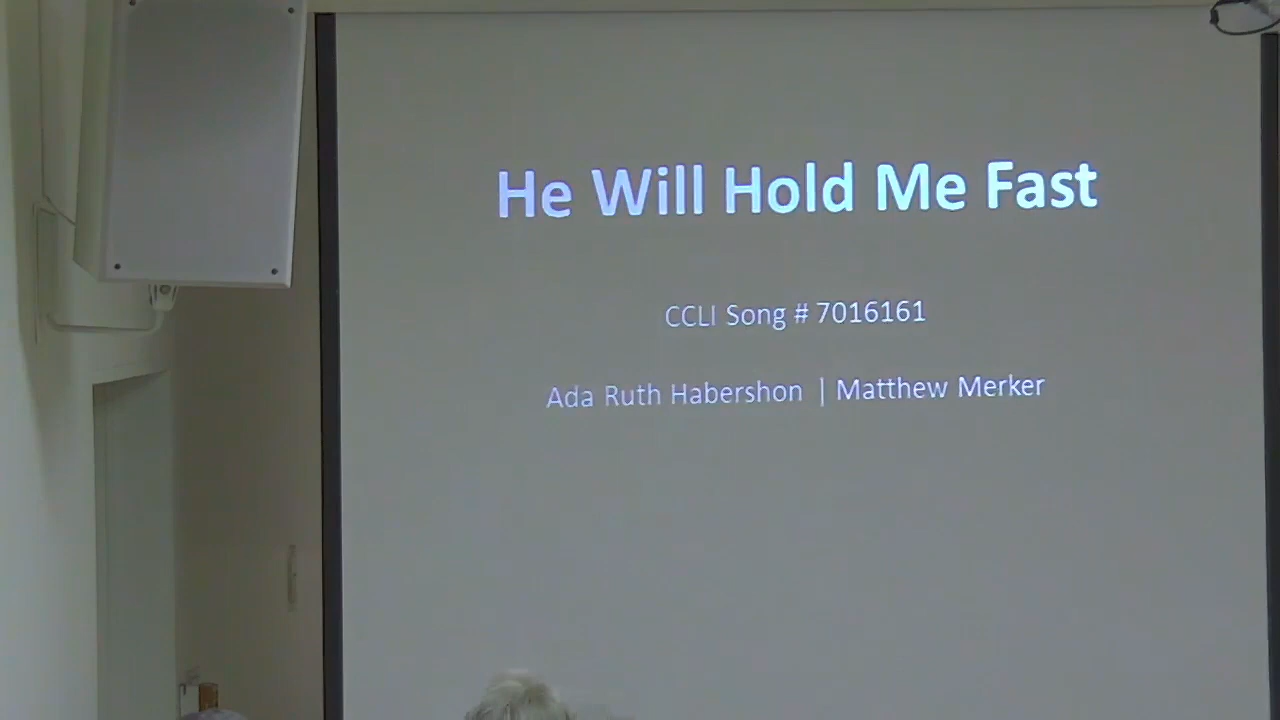 He Will Hold Me Fast
CCLI Song # 7016161
Ada Ruth Habershon | Matthew Merker